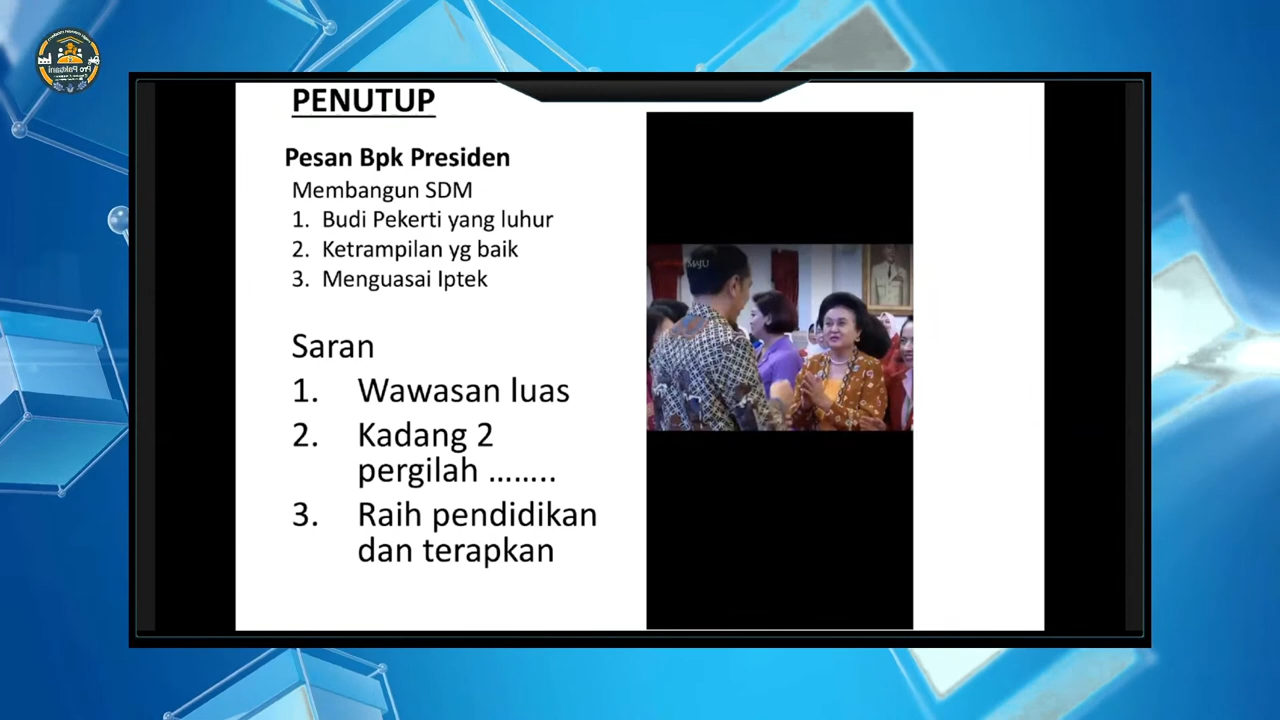 PENUTUP
Pesan Bpk Presiden
Membangun SDM
1. Budi Pekerti yang luhur
2. Ketrampilan yg baik
3. Menguasai Iptek
MAJU
Saran
1. Wawasan luas
2. Kadang 2
pergilah ........
3. Raih pendidikan
dan terapkan